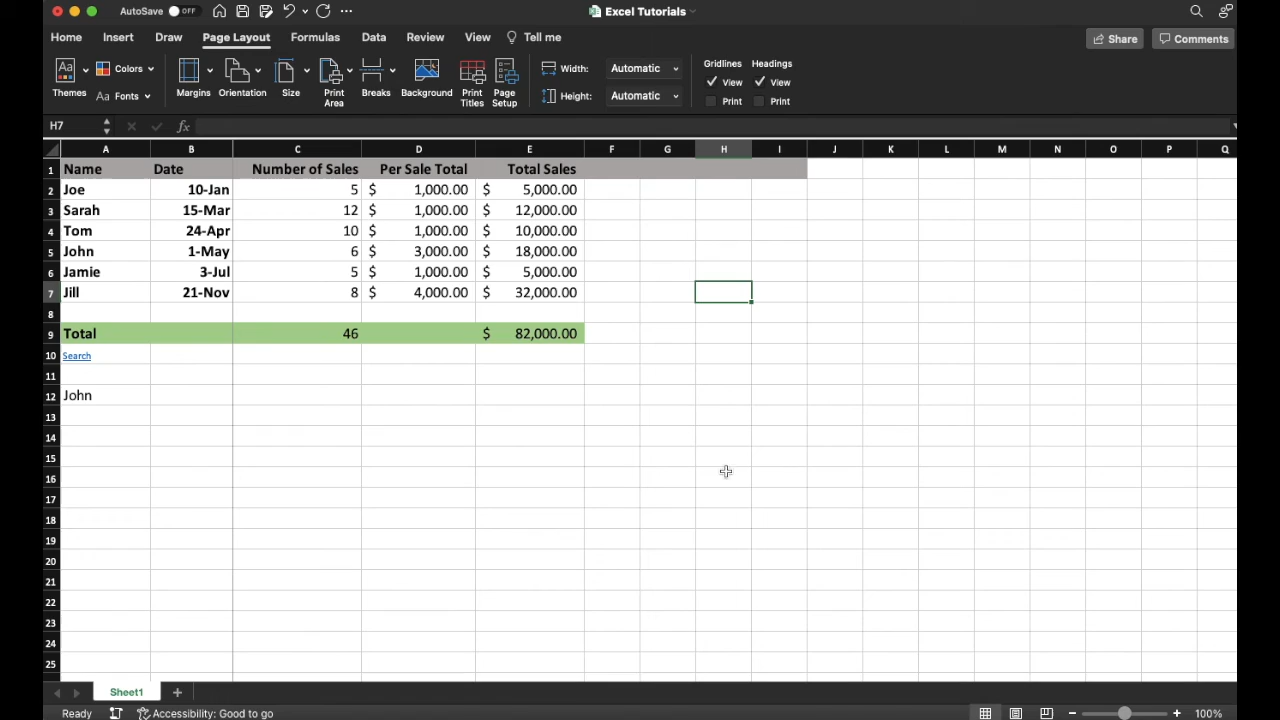 AutoSave OFF
Excel Tutorials
Home Insert Draw Page Layout Formulas Data Review View Tell me
Share Comments
Themes
Colors
Aa Fonts
Margins
Orientation
Size
Print Area
Breaks
Background
Print Titles
Page Setup
Width: Automatic
Height: Automatic
Gridlines
View
Print
Headings
View
Print
H7 fx
A B C D E F G H I J K L M N O P Q
1 Name Date Number of Sales Per Sale Total Total Sales
2 Joe 10-Jan 5 $ 1,000.00 $ 5,000.00
3 Sarah 15-Mar 12 $ 1,000.00 $ 12,000.00
4 Tom 24-Apr 10 $ 1,000.00 $ 10,000.00
5 John 1-May 6 $ 3,000.00 $ 18,000.00
6 Jamie 3-Jul 5 $ 1,000.00 $ 5,000.00
7 Jill 21-Nov 8 $ 4,000.00 $ 32,000.00
8
9 Total 46 $ 82,000.00
10 Search
11
12 John
13
14
15
16
17
18
19
20
21
22
23
24
25
Sheet1
Ready Accessibility: Good to go 100%